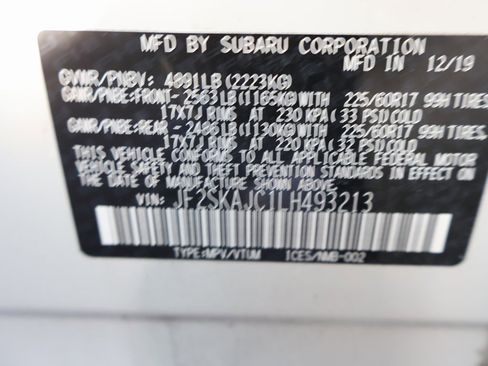 MFD BY SUBARU CORPORATION
MFD IN 12/19
GVWR/PNBV: 4891LB(2223KG)
GAWR/PNBE:FRONT- 2563LB(1165KG)WITH 225/60R17 99H TIRES,
17X7J RIMS AT 230 KPA(33 PSI)COLD
GAWR/PNBE:REAR - 2486LB(1130KG)WITH 225/60R17 99H TIRES,
17X7J RIMS AT 220 KPA(32 PSI)COLD
THIS VEHICLE CONFORMS TO ALL APPLICABLE FEDERAL MOTOR
VEHICLE SAFETY AND THEFT PREVENTION STANDARDS IN EFFECT
ON THE DATE OF MANUFACTURE SHOWN ABOVE.
VIN: JF2SKAJC1LH493213
TYPE:MPV/VTUM ICES/NMB-002